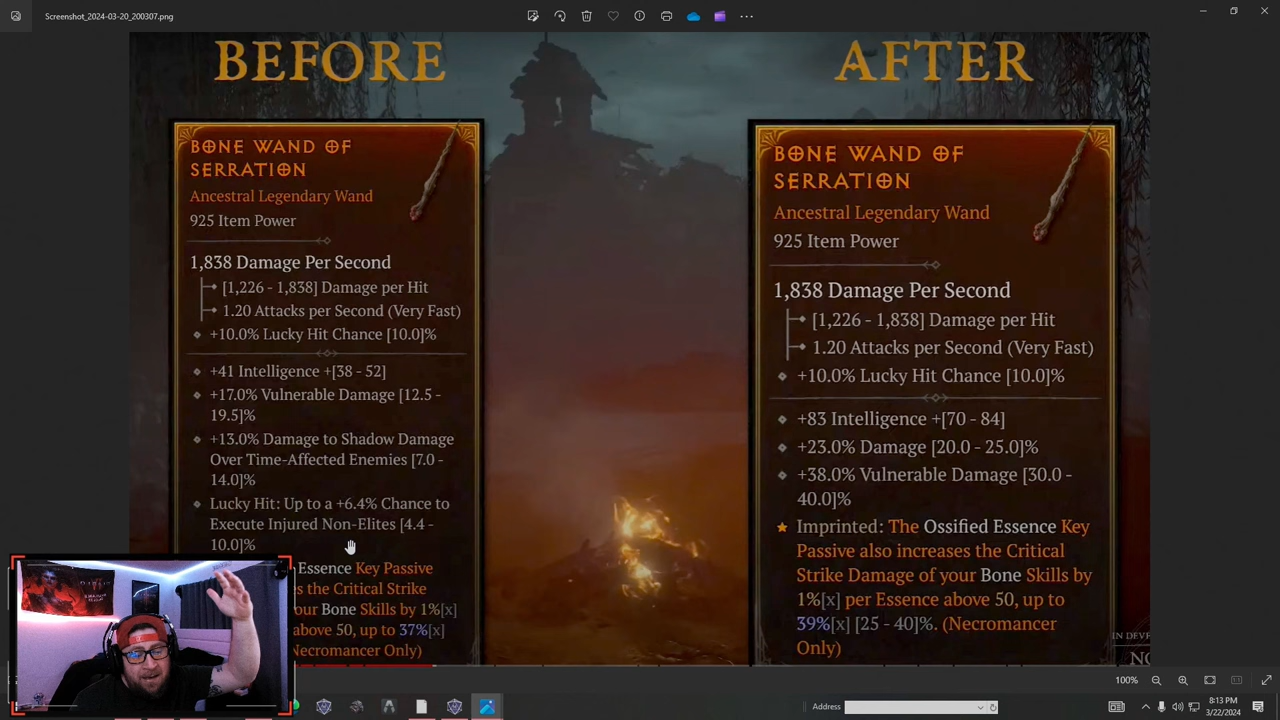 Screenshot_2024-03-20_200307.png
BEFORE
BONE WAND OF
SERRATION
Ancestral Legendary Wand
925 Item Power
1,838 Damage Per Second
[1,226 - 1,838] Damage per Hit
1.20 Attacks per Second (Very Fast)
+10.0% Lucky Hit Chance [10.0]%
+41 Intelligence +[38 - 52]
+17.0% Vulnerable Damage [12.5 -
19.5]%
+13.0% Damage to Shadow Damage
Over Time-Affected Enemies [7.0 -
14.0]%
Lucky Hit: Up to a +6.4% Chance to
Execute Injured Non-Elites [4.4 -
10.0]%
Essence Key Passive
the Critical Strike
Bone Skills by 1%[x]
above 50, up to 37%[x]
Only)
AFTER
BONE WAND OF
SERRATION
Ancestral Legendary Wand
925 Item Power
1,838 Damage Per Second
[1,226 - 1,838] Damage per Hit
1.20 Attacks per Second (Very Fast)
+10.0% Lucky Hit Chance [10.0]%
+83 Intelligence +[70 - 84]
+23.0% Damage [20.0 - 25.0]%
+38.0% Vulnerable Damage [30.0 -
40.0]%
Imprinted: The Ossified Essence Key
Passive also increases the Critical
Strike Damage of your Bone Skills by
1%[x] per Essence above 50, up to
39%[x] [25 - 40]%. (Necromancer
Only)
100%
Address
8:13 PM
3/22/2024